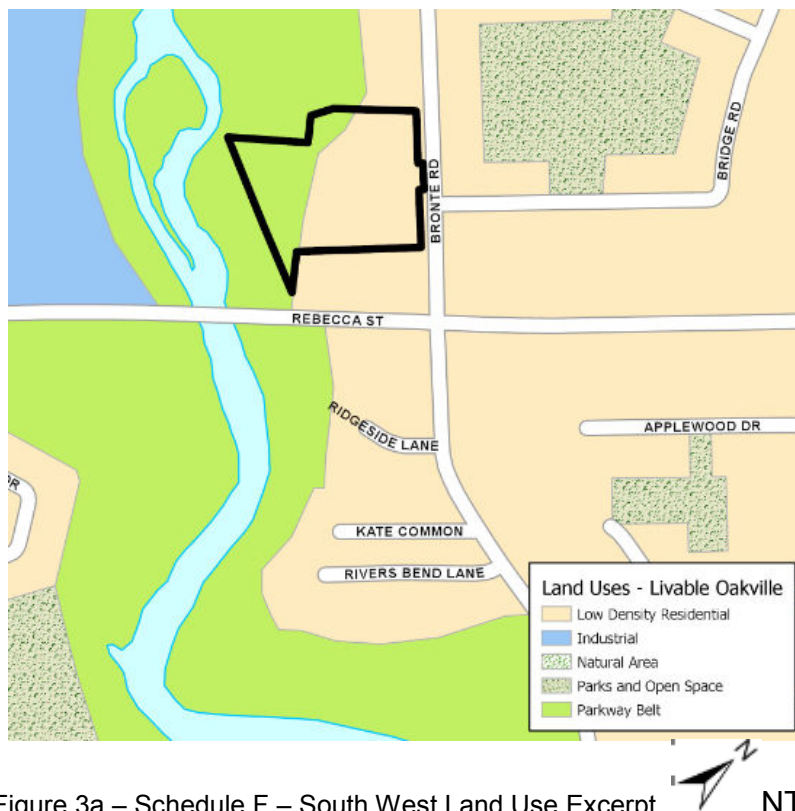 BRIDGE RD
BRONTE RD
REBECCA ST
RIDGESIDE LANE
APPLEWOOD DR
DR
KATE COMMON
RIVERS BEND LANE
Land Uses - Livable Oakville
Low Density Residential
Industrial
Natural Area
Parks and Open Space
Parkway Belt
N
Figure 3a – Schedule F – South West Land Use Excerpt
NT